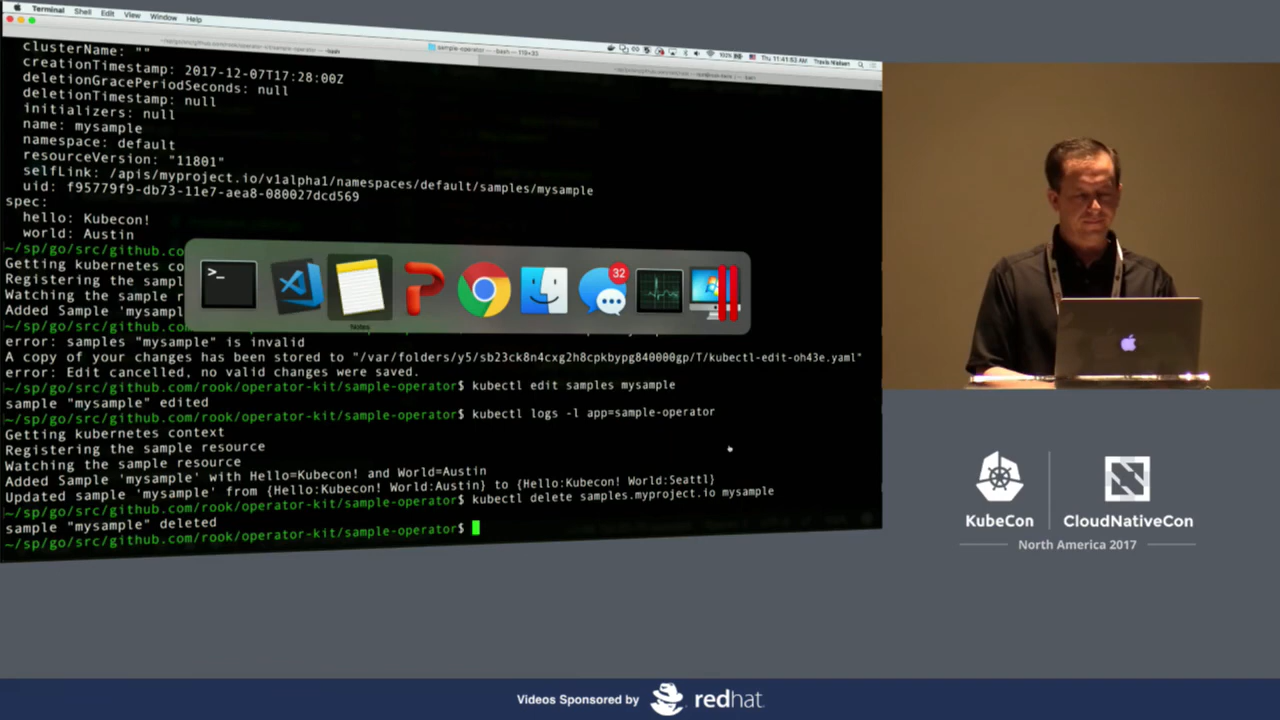 Terminal Shell Edit View Window Help
100% Thu 11:41:53 AM Travis Nielsen
clusterName: ""
creationTimestamp: 2017-12-07T17:28:00Z
deletionGracePeriodSeconds: null
deletionTimestamp: null
initializers: null
name: mysample
namespace: default
resourceVersion: "11801"
selfLink: /apis/myproject.io/v1alpha1/namespaces/default/samples/mysample
uid: f95779f9-db73-11e7-aea8-080027dcd569
spec:
hello: Kubecon!
world: Austin
~/sp/go/src/github.co
Getting kubernetes co
Registering the sampl
Watching the sample r
Added Sample 'mysampl
~/sp/go/src/github.co
error: samples "mysample" is invalid
A copy of your changes has been stored to "/var/folders/y5/sb23ck8n4cxg2h8cpkbypg840000gp/T/kubectl-edit-oh43e.yaml"
error: Edit cancelled, no valid changes were saved.
~/sp/go/src/github.com/rook/operator-kit/sample-operator$ kubectl edit samples mysample
sample "mysample" edited
~/sp/go/src/github.com/rook/operator-kit/sample-operator$ kubectl logs -l app=sample-operator
Getting kubernetes context
Registering the sample resource
Watching the sample resource
Added Sample 'mysample' with Hello=Kubecon! and World=Austin
Updated sample 'mysample' from {Hello:Kubecon! World:Austin} to {Hello:Kubecon! World:Seattl}
~/sp/go/src/github.com/rook/operator-kit/sample-operator$ kubectl delete samples.myproject.io mysample
sample "mysample" deleted
~/sp/go/src/github.com/rook/operator-kit/sample-operator$
32
Notes
KubeCon
CloudNativeCon
North America 2017
Videos Sponsored by
redhat.